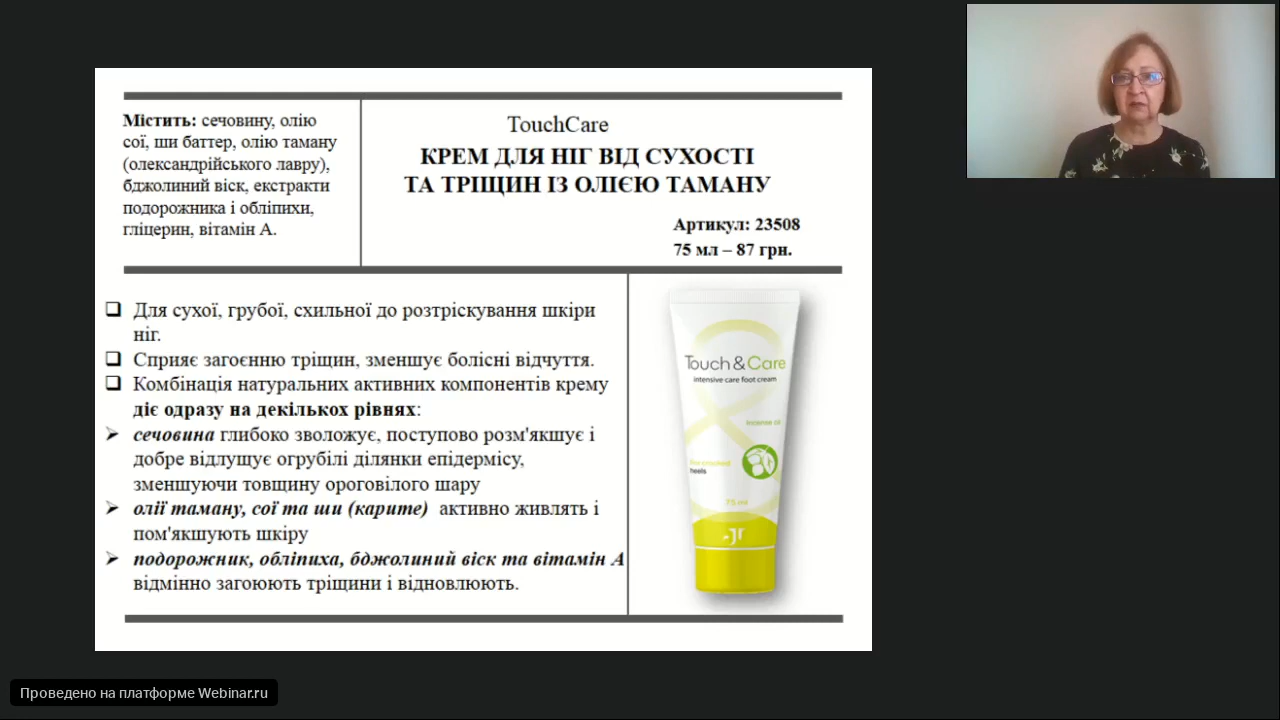 Містить: сечовину, олію
сої, ши баттер, олію таману
(олександрійського лавру),
бджолиний віск, екстракти
подорожника і обліпихи,
гліцерин, вітамін А.
TouchCare
КРЕМ ДЛЯ НІГ ВІД СУХОСТІ
ТА ТРІЩИН ІЗ ОЛІЄЮ ТАМАНУ
Артикул: 23508
75 мл – 87 грн.
Для сухої, грубої, схильної до розтріскування шкіри
ніг.
Сприяє загоєнню тріщин, зменшує болісні відчуття.
Комбінація натуральних активних компонентів крему
діє одразу на декількох рівнях:
сечовина глибоко зволожує, поступово розм'якшує і
добре відлущує огрубілі ділянки епідермісу,
зменшуючи товщину ороговілого шару
олії таману, сої та ши (карите) активно живлять і
пом'якшують шкіру
подорожник, обліпиха, бджолиний віск та вітамін А
відмінно загоюють тріщини і відновлюють.
Touch&Care
intensive care foot cream
heels
75 ml
Проведено на платформе Webinar.ru